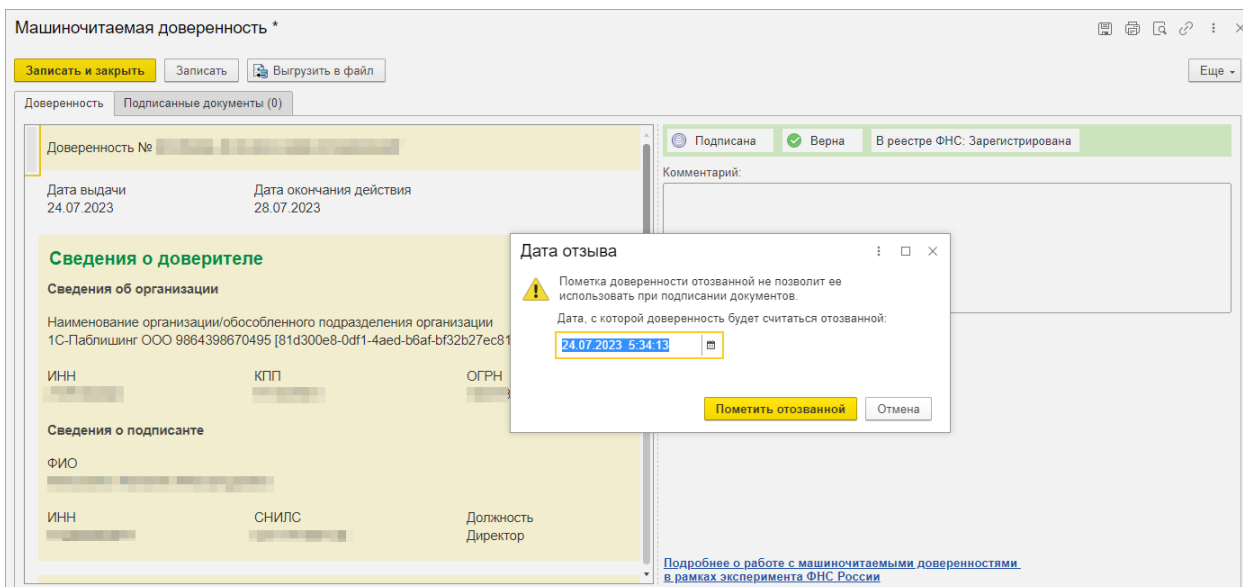 Машиночитаемая доверенность *
Записать и закрыть
Записать
Выгрузить в файл
Еще
Доверенность
Подписанные документы (0)
Доверенность №
Подписана
Верна
В реестре ФНС: Зарегистрирована
Комментарий:
Дата выдачи
Дата окончания действия
24.07.2023
28.07.2023
Сведения о доверителе
Сведения об организации
Наименование организации/обособленного подразделения организации
1С-Паблишинг ООО 9864398670495 [81d300e8-0df1-4aed-b6af-bf32b27ec81
ИНН
КПП
ОГРН
Сведения о подписанте
ФИО
ИНН
СНИЛС
Должность
Директор
Дата отзыва
Пометка доверенности отозванной не позволит ее
использовать при подписании документов.
Дата, с которой доверенность будет считаться отозванной:
24.07.2023 5:34:13
Пометить отозванной
Отмена
Подробнее о работе с машиночитаемыми доверенностями
в рамках эксперимента ФНС России